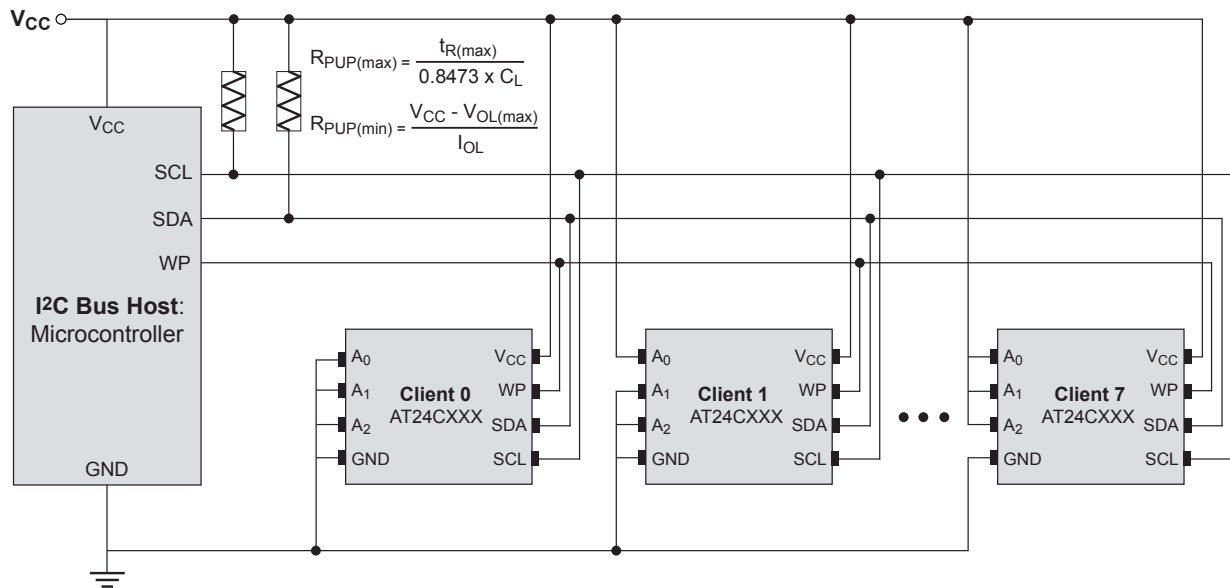 VCC
RPUP(max) = tR(max)
0.8473 x CL
RPUP(min) = VCC - VOL(max)
IOL
VCC
SCL
SDA
WP
I2C Bus Host:
Microcontroller
GND
A0
A1
A2
GND
Client 0
AT24CXXX
VCC
WP
SDA
SCL
A0
A1
A2
GND
Client 1
AT24CXXX
VCC
WP
SDA
SCL
A0
A1
A2
GND
Client 7
AT24CXXX
VCC
WP
SDA
SCL